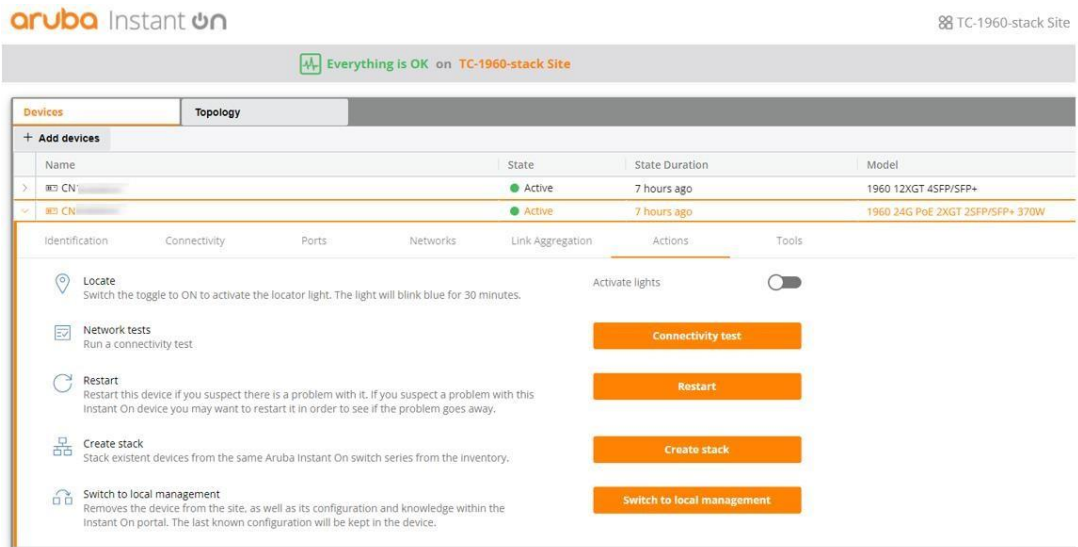 aruba Instant On
TC-1960-stack Site
Everything is OK on TC-1960-stack Site
Devices Topology
+ Add devices
Name State State Duration Model
CN Active 7 hours ago 1960 12XGT 4SFP/SFP+
CN Active 7 hours ago 1960 24G PoE 2XGT 2SFP/SFP+ 370W
Identification Connectivity Ports Networks Link Aggregation Actions Tools
Locate
Switch the toggle to ON to activate the locator light. The light will blink blue for 30 minutes.
Activate lights
Network tests
Run a connectivity test
Connectivity test
Restart
Restart this device if you suspect there is a problem with it. If you suspect a problem with this
Instant On device you may want to restart it in order to see if the problem goes away.
Restart
Create stack
Stack existent devices from the same Aruba Instant On switch series from the inventory.
Create stack
Switch to local management
Removes the device from the site, as well as its configuration and knowledge within the
Instant On portal. The last known configuration will be kept in the device.
Switch to local management